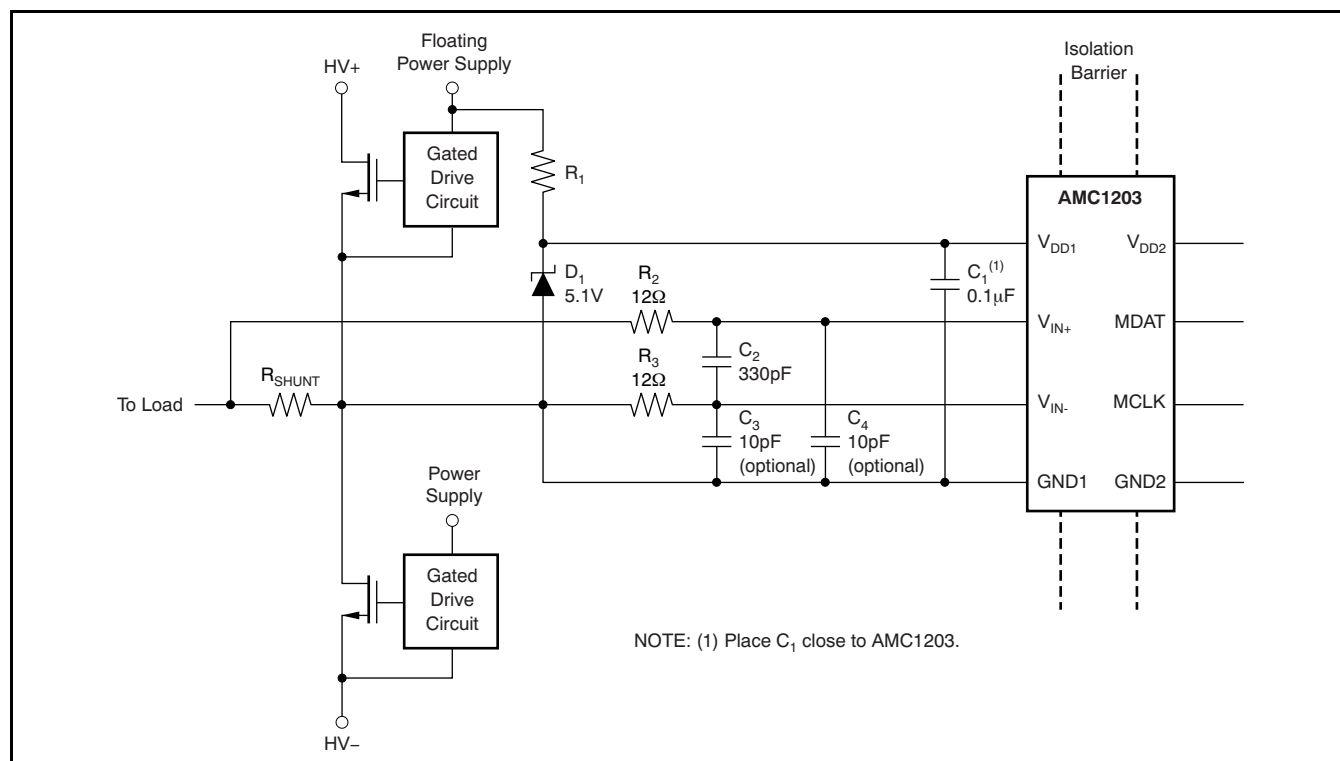 Floating
Power Supply
HV+
Isolation
Barrier
Gated
Drive
Circuit
R1
AMC1203
VDD1
VDD2
D1
5.1V
R2
12Ω
C1(1)
0.1μF
VIN+
MDAT
C2
330pF
R3
12Ω
RSHUNT
To Load
VIN-
MCLK
C3
10pF
(optional)
C4
10pF
(optional)
GND1
GND2
Power
Supply
Gated
Drive
Circuit
NOTE: (1) Place C1 close to AMC1203.
HV−